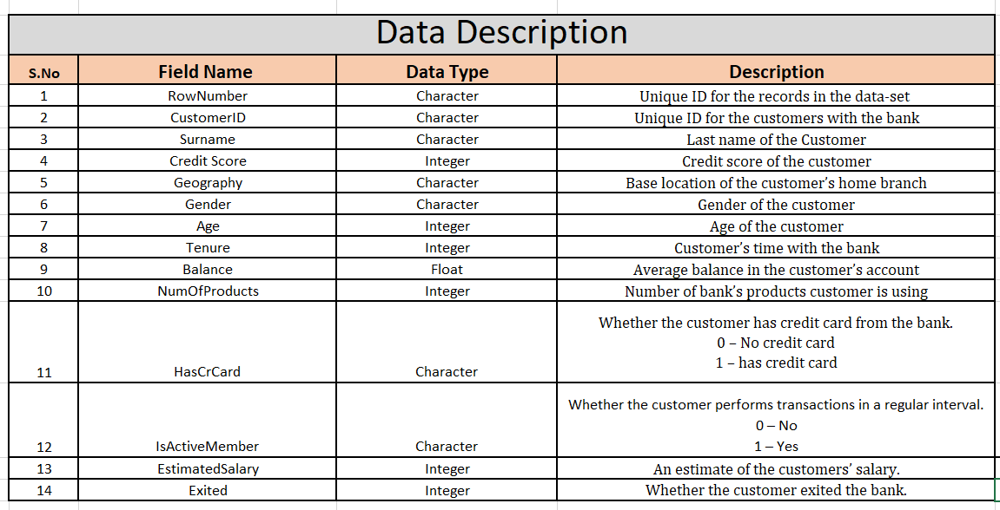 Data Description
S.No Field Name Data Type Description
1 RowNumber Character Unique ID for the records in the data-set
2 CustomerID Character Unique ID for the customers with the bank
3 Surname Character Last name of the Customer
4 Credit Score Integer Credit score of the customer
5 Geography Character Base location of the customer’s home branch
6 Gender Character Gender of the customer
7 Age Integer Age of the customer
8 Tenure Integer Customer’s time with the bank
9 Balance Float Average balance in the customer’s account
10 NumOfProducts Integer Number of bank’s products customer is using
Whether the customer has credit card from the bank.
0 – No credit card
1 – has credit card
11 HasCrCard Character
Whether the customer performs transactions in a regular interval.
0 – No
12 IsActiveMember Character 1 – Yes
13 EstimatedSalary Integer An estimate of the customers’ salary.
14 Exited Integer Whether the customer exited the bank.